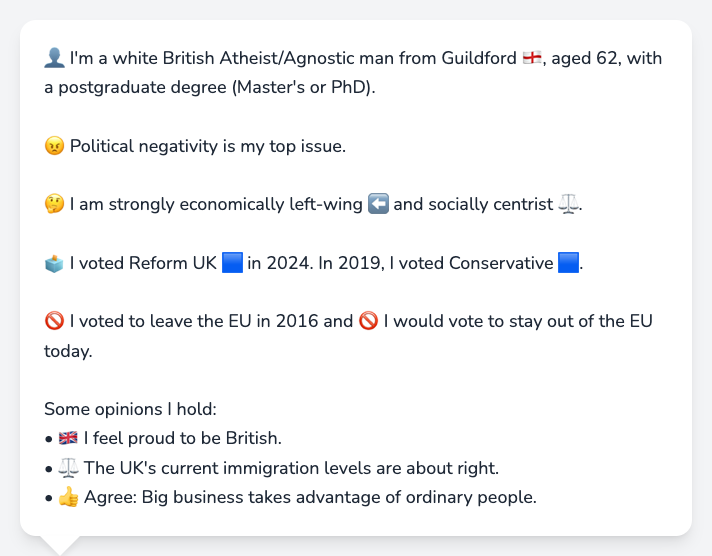 👤 I'm a white British Atheist/Agnostic man from Guildford 🏴󠁧󠁢󠁥󠁮󠁧󠁿, aged 62, with
a postgraduate degree (Master's or PhD).
😠 Political negativity is my top issue.
🤔 I am strongly economically left-wing ⬅️ and socially centrist ⚖️.
🗳️ I voted Reform UK 🟦 in 2024. In 2019, I voted Conservative 🟦.
🚫 I voted to leave the EU in 2016 and 🚫 I would vote to stay out of the EU
today.
Some opinions I hold:
• 🇬🇧 I feel proud to be British.
• ⚖️ The UK's current immigration levels are about right.
• 👍 Agree: Big business takes advantage of ordinary people.